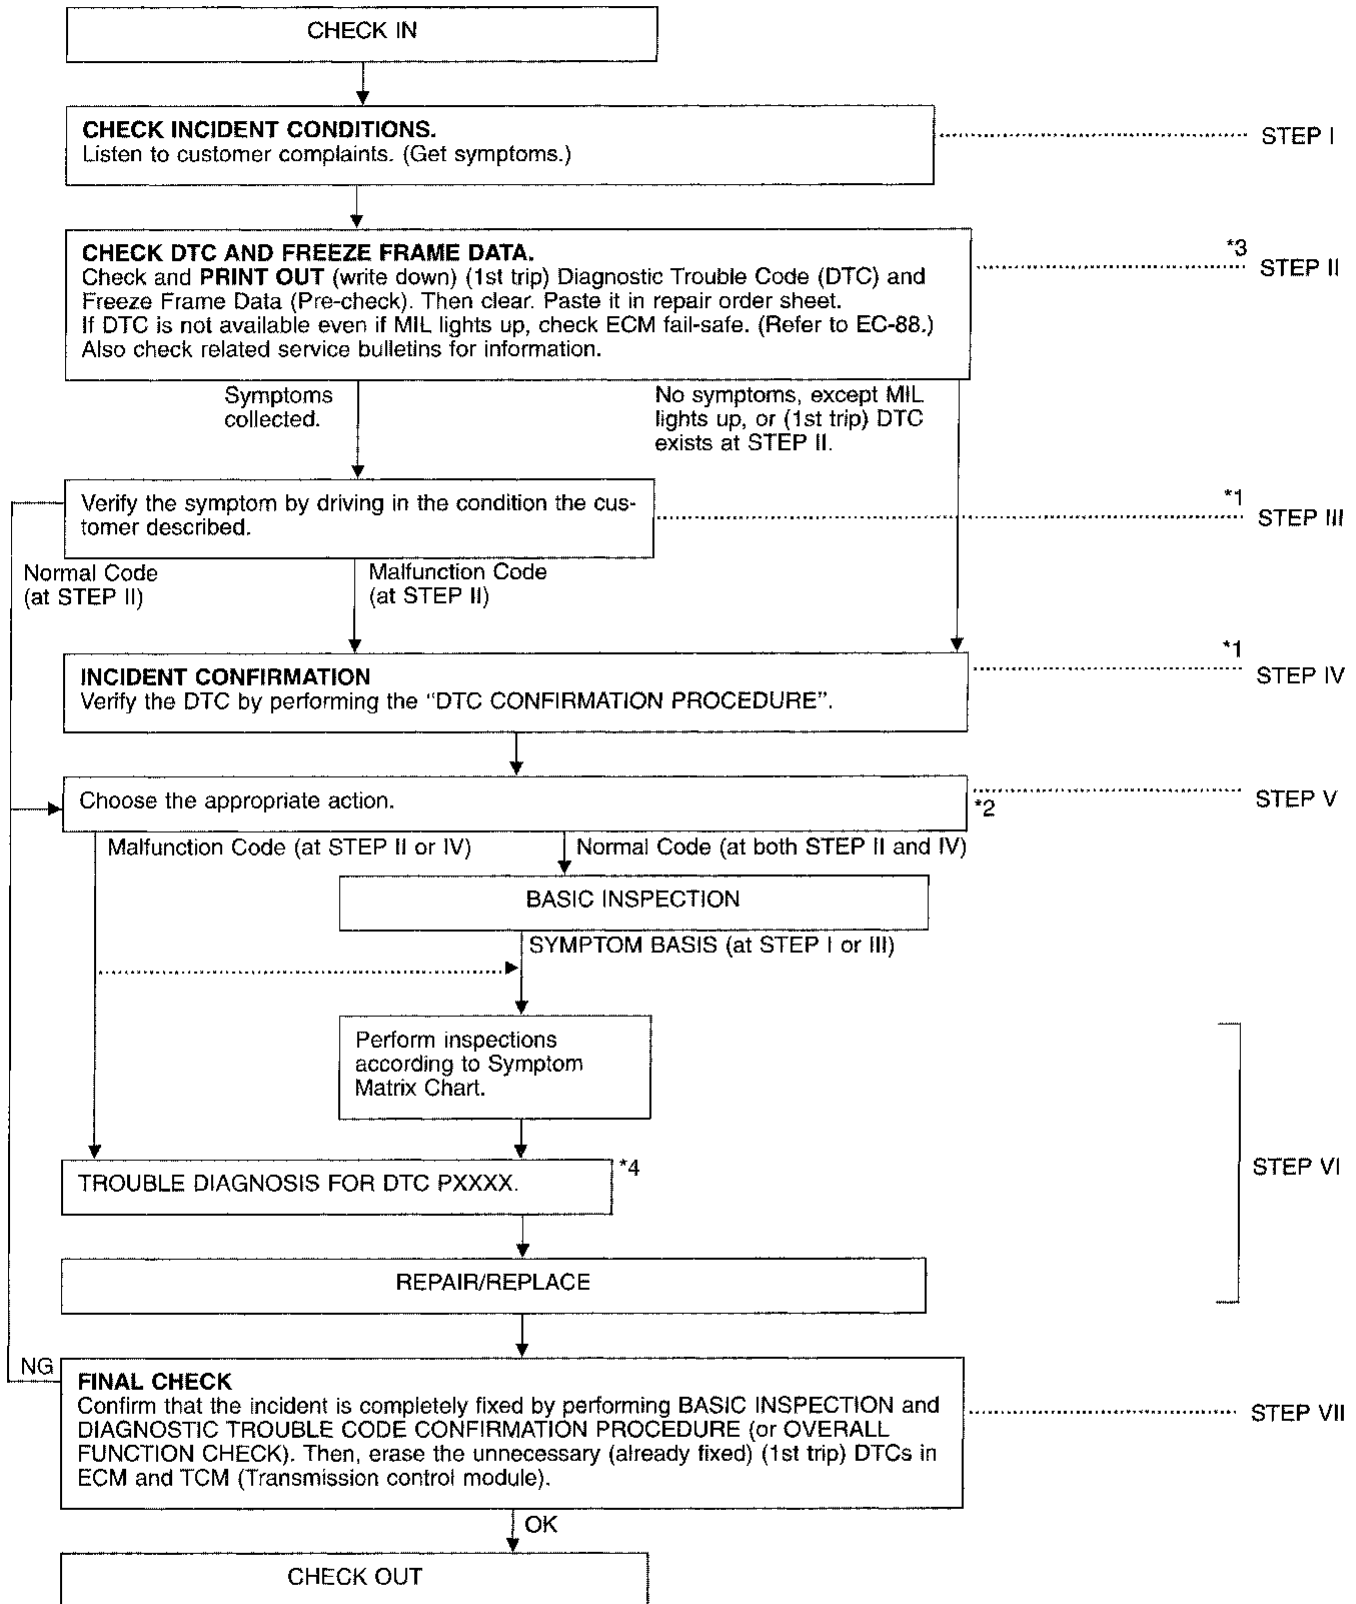 CHECK IN
CHECK INCIDENT CONDITIONS.
Listen to customer complaints. (Get symptoms.)
STEP I
CHECK DTC AND FREEZE FRAME DATA.
Check and PRINT OUT (write down) (1st trip) Diagnostic Trouble Code (DTC) and
Freeze Frame Data (Pre-check). Then clear. Paste it in repair order sheet.
If DTC is not available even if MIL lights up, check ECM fail-safe. (Refer to EC-88.)
Also check related service bulletins for information.
*3
STEP II
Symptoms
collected.
No symptoms, except MIL
lights up, or (1st trip) DTC
exists at STEP II.
Verify the symptom by driving in the condition the cus-
tomer described.
*1
STEP III
Normal Code
(at STEP II)
Malfunction Code
(at STEP II)
INCIDENT CONFIRMATION
Verify the DTC by performing the "DTC CONFIRMATION PROCEDURE".
*1
STEP IV
Choose the appropriate action.
*2
STEP V
Malfunction Code (at STEP II or IV)
Normal Code (at both STEP II and IV)
BASIC INSPECTION
SYMPTOM BASIS (at STEP I or III)
Perform inspections
according to Symptom
Matrix Chart.
TROUBLE DIAGNOSIS FOR DTC PXXXX.
*4
STEP VI
REPAIR/REPLACE
NG
FINAL CHECK
Confirm that the incident is completely fixed by performing BASIC INSPECTION and
DIAGNOSTIC TROUBLE CODE CONFIRMATION PROCEDURE (or OVERALL
FUNCTION CHECK). Then, erase the unnecessary (already fixed) (1st trip) DTCs in
ECM and TCM (Transmission control module).
STEP VII
OK
CHECK OUT